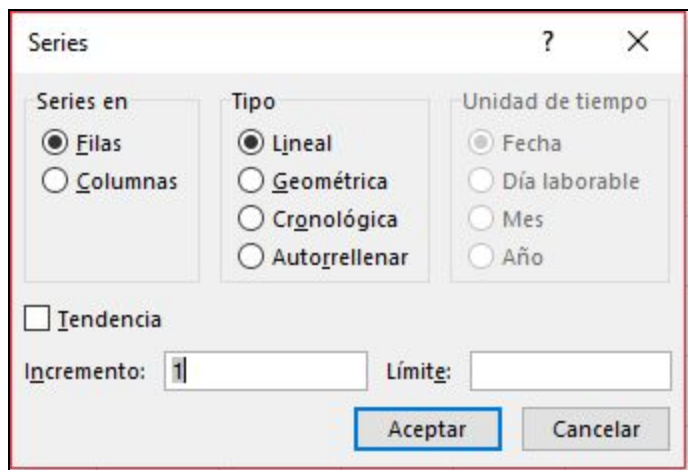 Series ?
Series en
Filas
Columnas
Tipo
Lineal
Geométrica
Cronológica
Autorrellenar
Unidad de tiempo
Fecha
Día laborable
Mes
Año
Tendencia
Incremento: 1 Límite:
Aceptar Cancelar